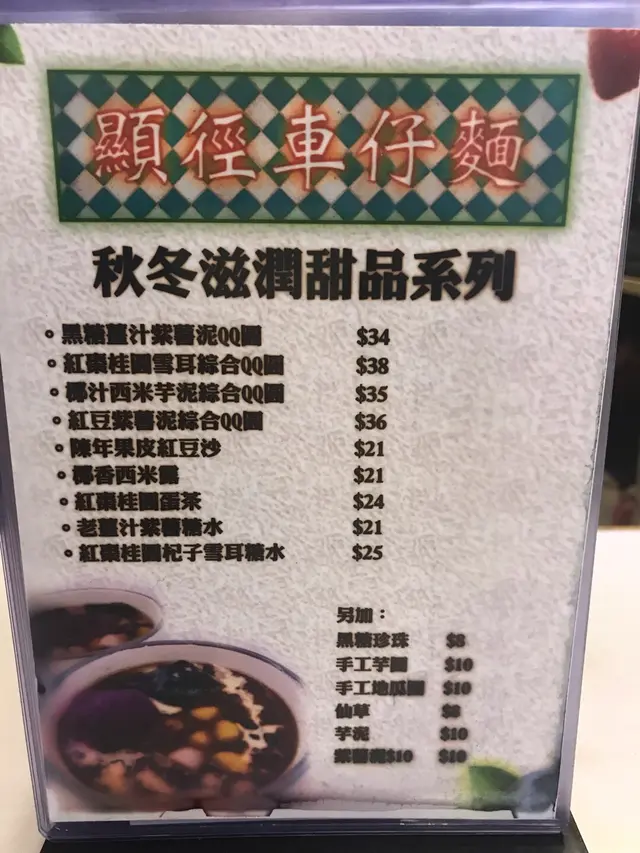 顯徑車仔麵
秋冬滋潤甜品系列
。黑糖薑汁紫薯泥QQ圓 $34
。紅棗桂圓雪耳綜合QQ圓 $38
。椰汁西米芋泥綜合QQ圓 $35
。紅豆紫薯泥綜合QQ圓 $36
。陳年果皮紅豆沙 $21
。椰香西米露 $21
。紅棗桂圓蛋茶 $24
。老薑汁紫薯糖水 $21
。紅棗桂圓杞子雪耳糖水 $25
另加：
黑糖珍珠 $8
手工芋圓 $10
手工地瓜圓 $10
仙草 $8
芋泥 $10
紫薯泥$10 $10